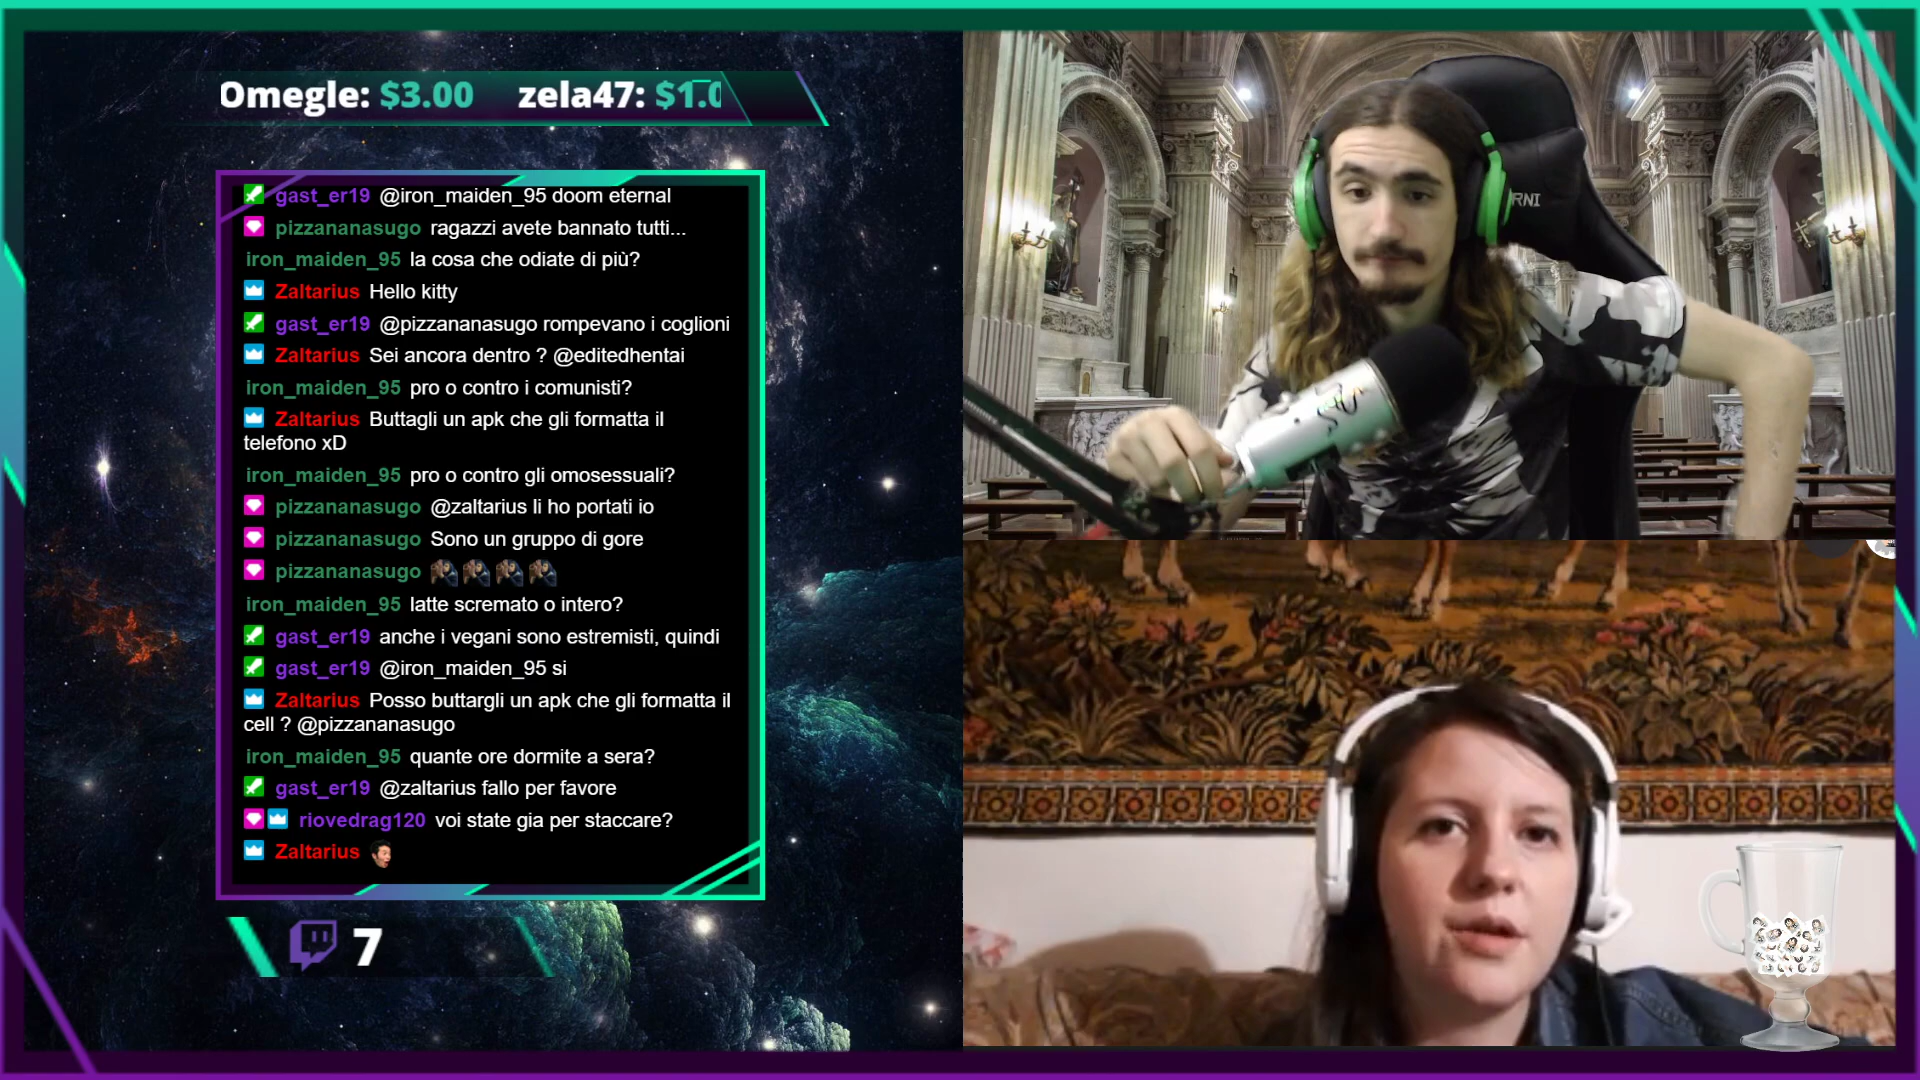 Omegle: $3.00 zela47: $1.0
gast_er19 @iron_maiden_95 doom eternal
pizzananasugo ragazzi avete bannato tutti...
iron_maiden_95 la cosa che odiate di più?
Zaltarius Hello kitty
gast_er19 @pizzananasugo rompevano i coglioni
Zaltarius Sei ancora dentro ? @editedhentai
iron_maiden_95 pro o contro i comunisti?
Zaltarius Buttagli un apk che gli formatta il
telefono xD
iron_maiden_95 pro o contro gli omosessuali?
pizzananasugo @zaltarius li ho portati io
pizzananasugo Sono un gruppo di gore
pizzananasugo
iron_maiden_95 latte scremato o intero?
gast_er19 anche i vegani sono estremisti, quindi
gast_er19 @iron_maiden_95 si
Zaltarius Posso buttargli un apk che gli formatta il
cell ? @pizzananasugo
iron_maiden_95 quante ore dormite a sera?
gast_er19 @zaltarius fallo per favore
riovedrag120 voi state gia per staccare?
Zaltarius
7
RNI